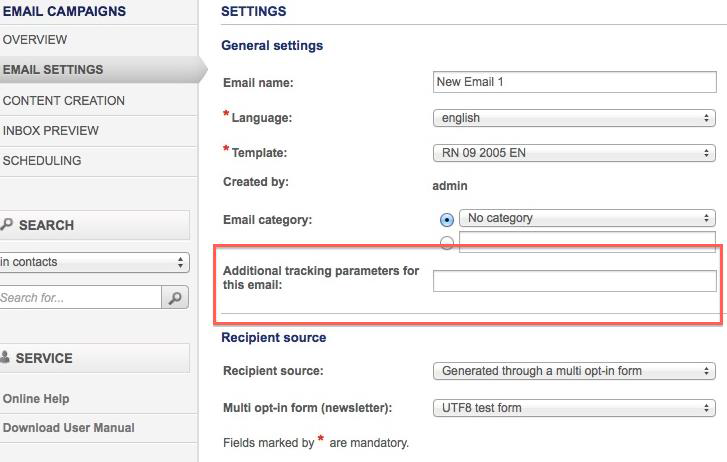 EMAIL CAMPAIGNS
OVERVIEW
EMAIL SETTINGS
CONTENT CREATION
INBOX PREVIEW
SCHEDULING
SEARCH
in contacts
Search for...
SERVICE
Online Help
Download User Manual
SETTINGS
General settings
Email name: New Email 1
* Language: english
* Template: RN 09 2005 EN
Created by: admin
Email category: No category
Additional tracking parameters for
this email:
Recipient source
Recipient source: Generated through a multi opt-in form
Multi opt-in form (newsletter): UTF8 test form
Fields marked by * are mandatory.